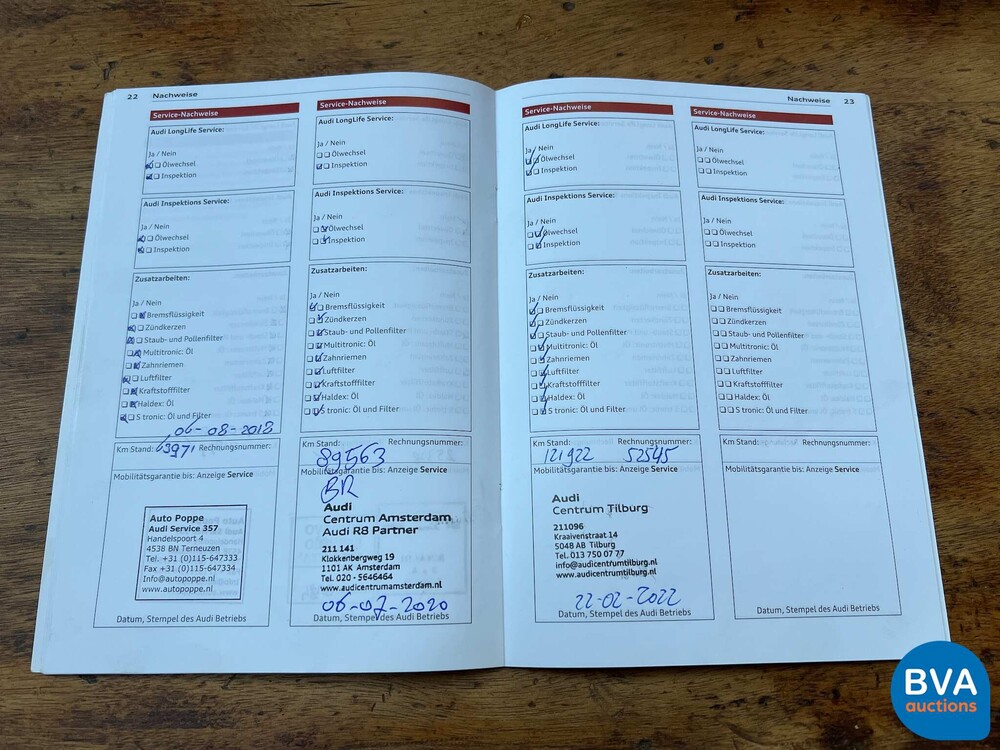 22 Nachweise
Service-Nachweise
Audi LongLife Service:
Ja / Nein
Ölwechsel
Inspektion
Audi Inspektions Service:
Ja / Nein
Ölwechsel
Inspektion
Zusatzarbeiten:
Ja / Nein
Bremsflüssigkeit
Zündkerzen
Staub- und Pollenfilter
Multitronic: Öl
Zahnriemen
Luftfilter
Kraftstofffilter
Haldex: Öl
S tronic: Öl und Filter
06-08-2018
Km Stand: 63971 Rechnungsnummer:
Mobilitätsgarantie bis: Anzeige Service
Auto Poppe
Audi Service 357
Handelspoort 4
4538 BN Terneuzen
Tel. +31 (0)115-647333
Fax +31 (0)115-647334
Info@autopoppe.nl
www.autopoppe.nl
Datum, Stempel des Audi Betriebs
Service-Nachweise
Audi LongLife Service:
Ja / Nein
Ölwechsel
Inspektion
Audi Inspektions Service:
Ja / Nein
Ölwechsel
Inspektion
Zusatzarbeiten:
Ja / Nein
Bremsflüssigkeit
Zündkerzen
Staub- und Pollenfilter
Multitronic: Öl
Zahnriemen
Luftfilter
Kraftstofffilter
Haldex: Öl
S tronic: Öl und Filter
Km Stand: Rechnungsnummer:
89563
Mobilitätsgarantie bis: Anzeige Service
BR
Audi
Centrum Amsterdam
Audi R8 Partner
211 141
Klokkenbergweg 19
1101 AK Amsterdam
Tel. 020 - 5646464
www.audicentrumamsterdam.nl
06-07-2020
Datum, Stempel des Audi Betriebs
Nachweise 23
Service-Nachweise
Audi LongLife Service:
Ja / Nein
Ölwechsel
Inspektion
Audi Inspektions Service:
Ja / Nein
Ölwechsel
Inspektion
Zusatzarbeiten:
Ja / Nein
Bremsflüssigkeit
Zündkerzen
Staub- und Pollenfilter
Multitronic: Öl
Zahnriemen
Luftfilter
Kraftstofffilter
Haldex: Öl
S tronic: Öl und Filter
Km Stand: Rechnungsnummer:
121922 52545
Mobilitätsgarantie bis: Anzeige Service
Audi
Centrum Tilburg
211096
Kraaivenstraat 14
5048 AB Tilburg
Tel. 013 750 07 77
info@audicentrumtilburg.nl
www.audicentrumtilburg.nl
22-02-2022
Datum, Stempel des Audi Betriebs
Service-Nachweise
Audi LongLife Service:
Ja / Nein
Ölwechsel
Inspektion
Audi Inspektions Service:
Ja / Nein
Ölwechsel
Inspektion
Zusatzarbeiten:
Ja / Nein
Bremsflüssigkeit
Zündkerzen
Staub- und Pollenfilter
Multitronic: Öl
Zahnriemen
Luftfilter
Kraftstofffilter
Haldex: Öl
S tronic: Öl und Filter
Km Stand: Rechnungsnummer:
Mobilitätsgarantie bis: Anzeige Service
Datum, Stempel des Audi Betriebs
BVA
auctions